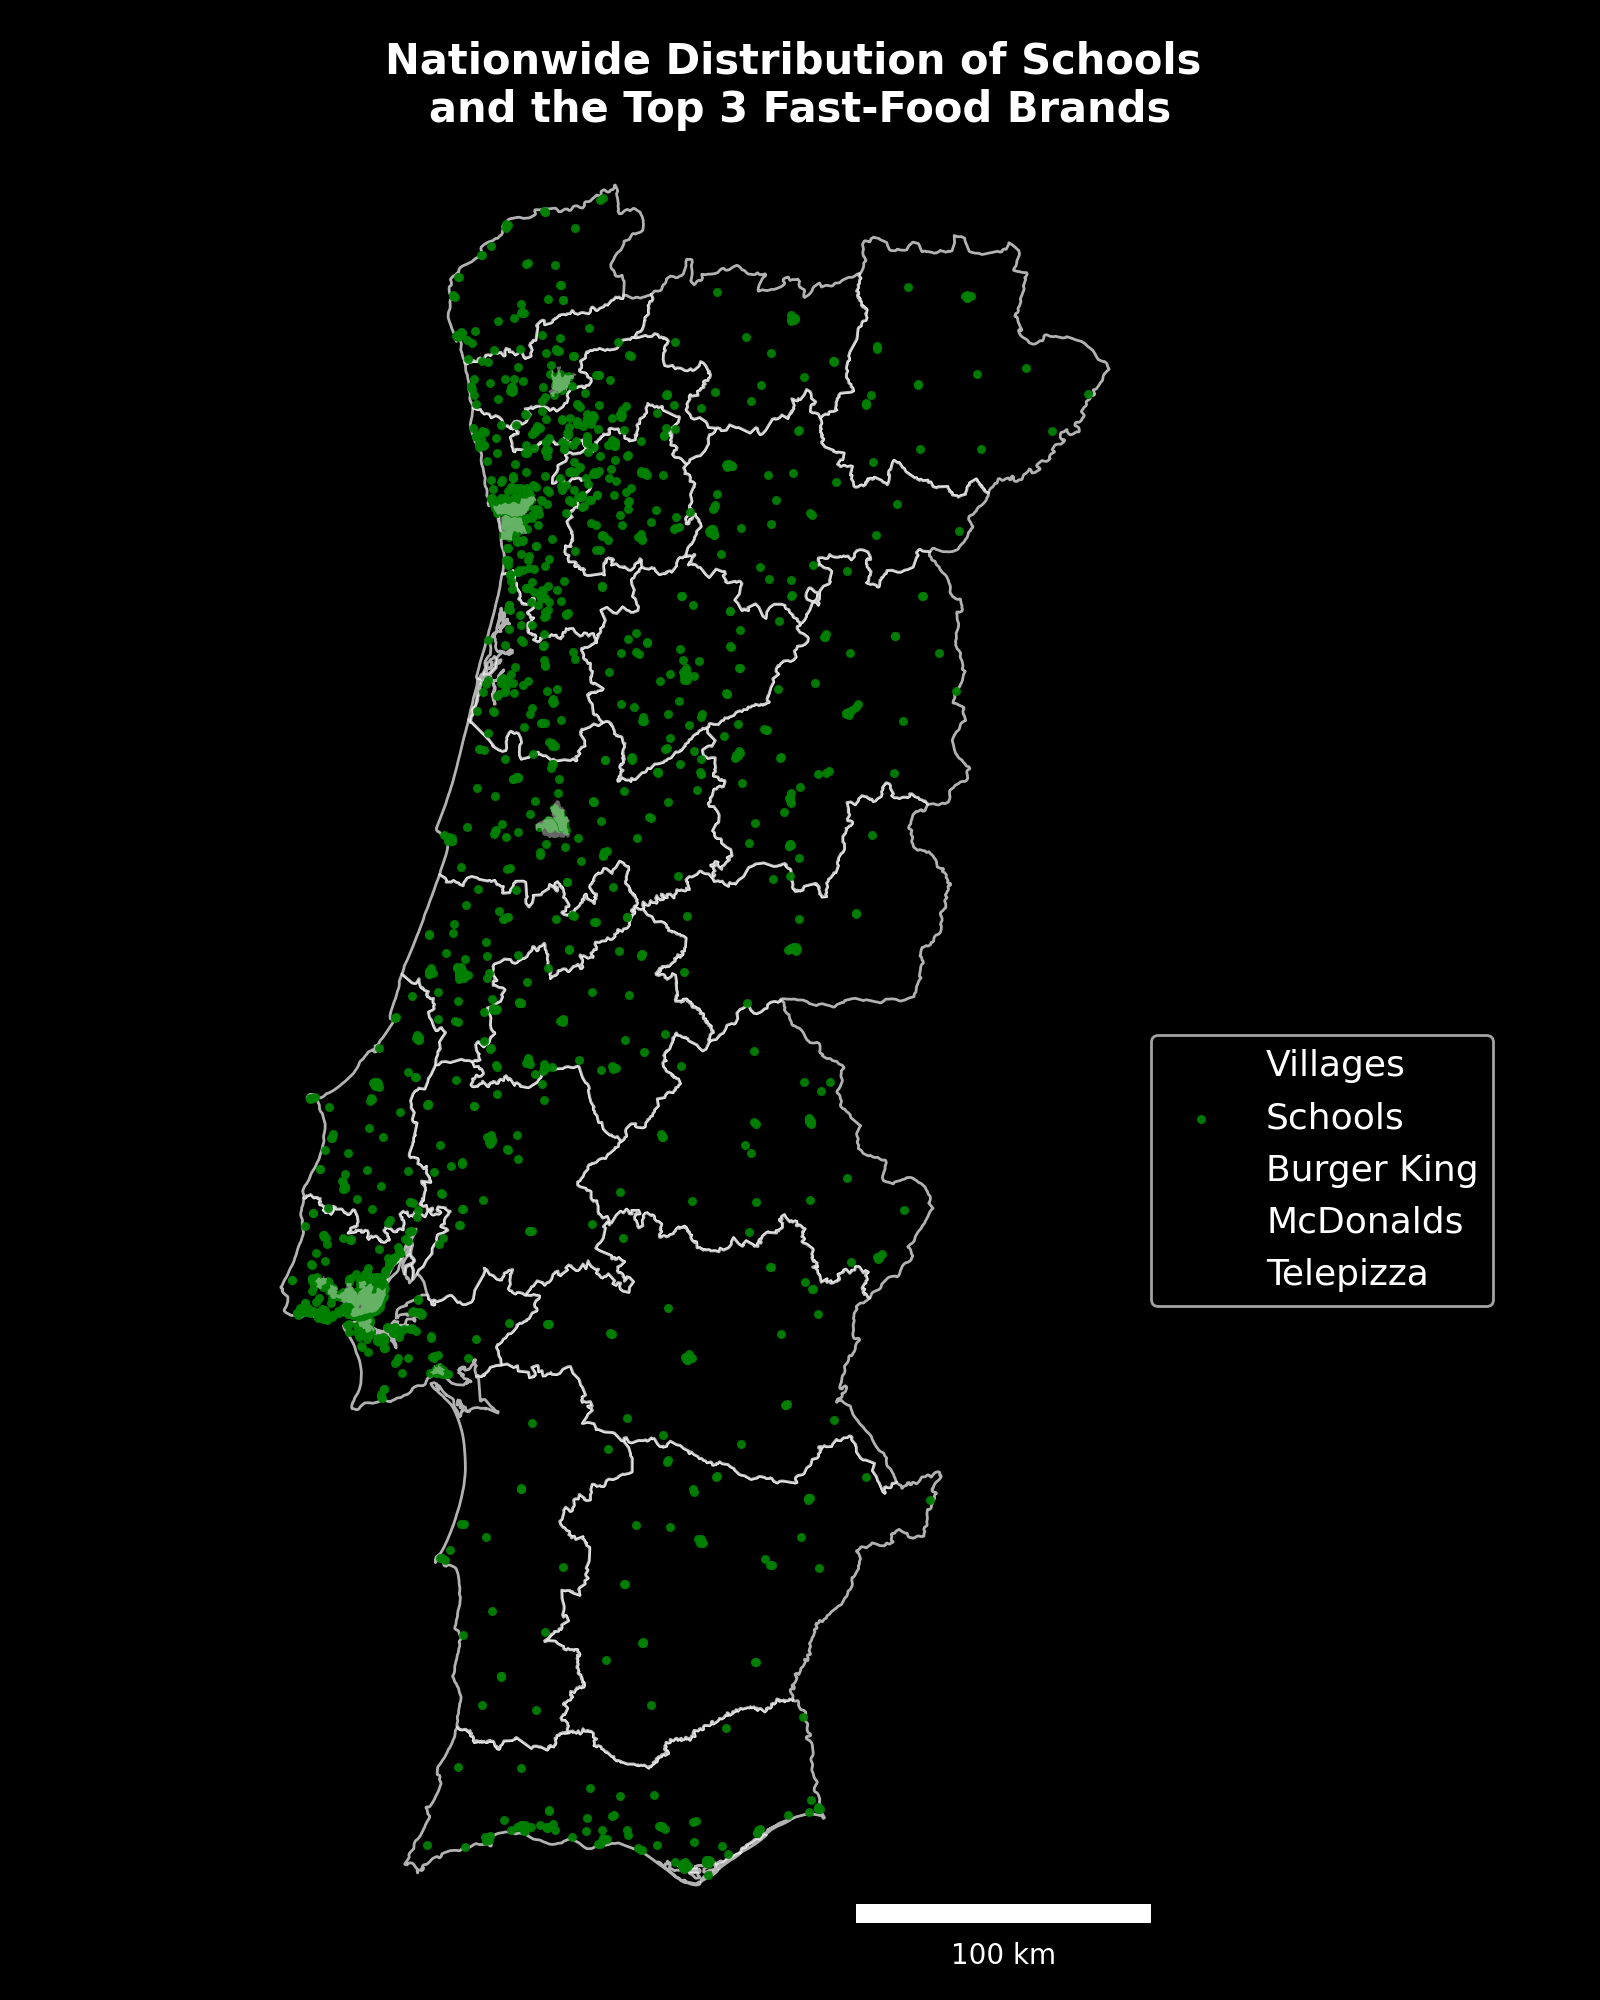 Nationwide Distribution of Schools
and the Top 3 Fast-Food Brands
Villages
Schools
Burger King
McDonalds
Telepizza
100 km